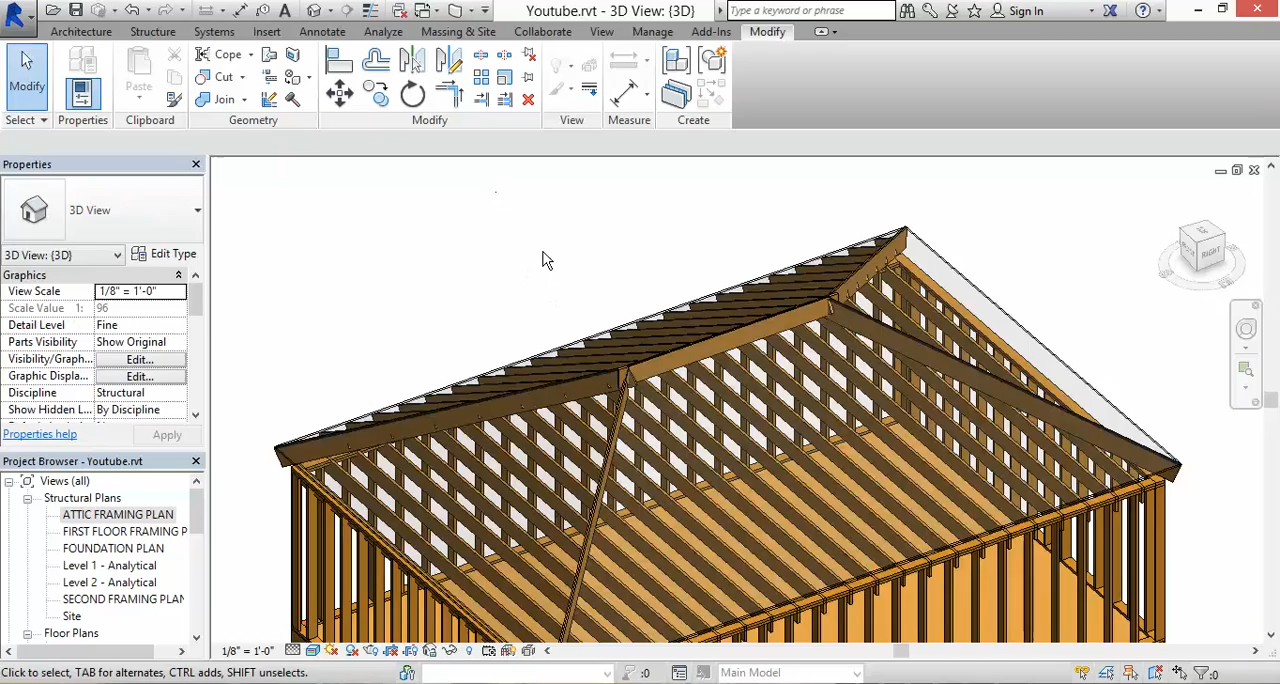 Youtube.rvt - 3D View: {3D}
Type a keyword or phrase
Sign In
Architecture Structure Systems Insert Annotate Analyze Massing & Site Collaborate View Manage Add-Ins Modify
Modify
Paste
Cope
Cut
Join
Select Properties Clipboard Geometry Modify View Measure Create
Properties
3D View
3D View: {3D} Edit Type
Graphics
View Scale 1/8" = 1'-0"
Scale Value 1: 96
Detail Level Fine
Parts Visibility Show Original
Visibility/Graph... Edit...
Graphic Displa... Edit...
Discipline Structural
Show Hidden L... By Discipline
Properties help Apply
Project Browser - Youtube.rvt
Views (all)
Structural Plans
ATTIC FRAMING PLAN
FIRST FLOOR FRAMING P
FOUNDATION PLAN
Level 1 - Analytical
Level 2 - Analytical
SECOND FRAMING PLAN
Site
Floor Plans
RIGHT
1/8" = 1'-0"
Click to select, TAB for alternates, CTRL adds, SHIFT unselects.
:0
Main Model
:0